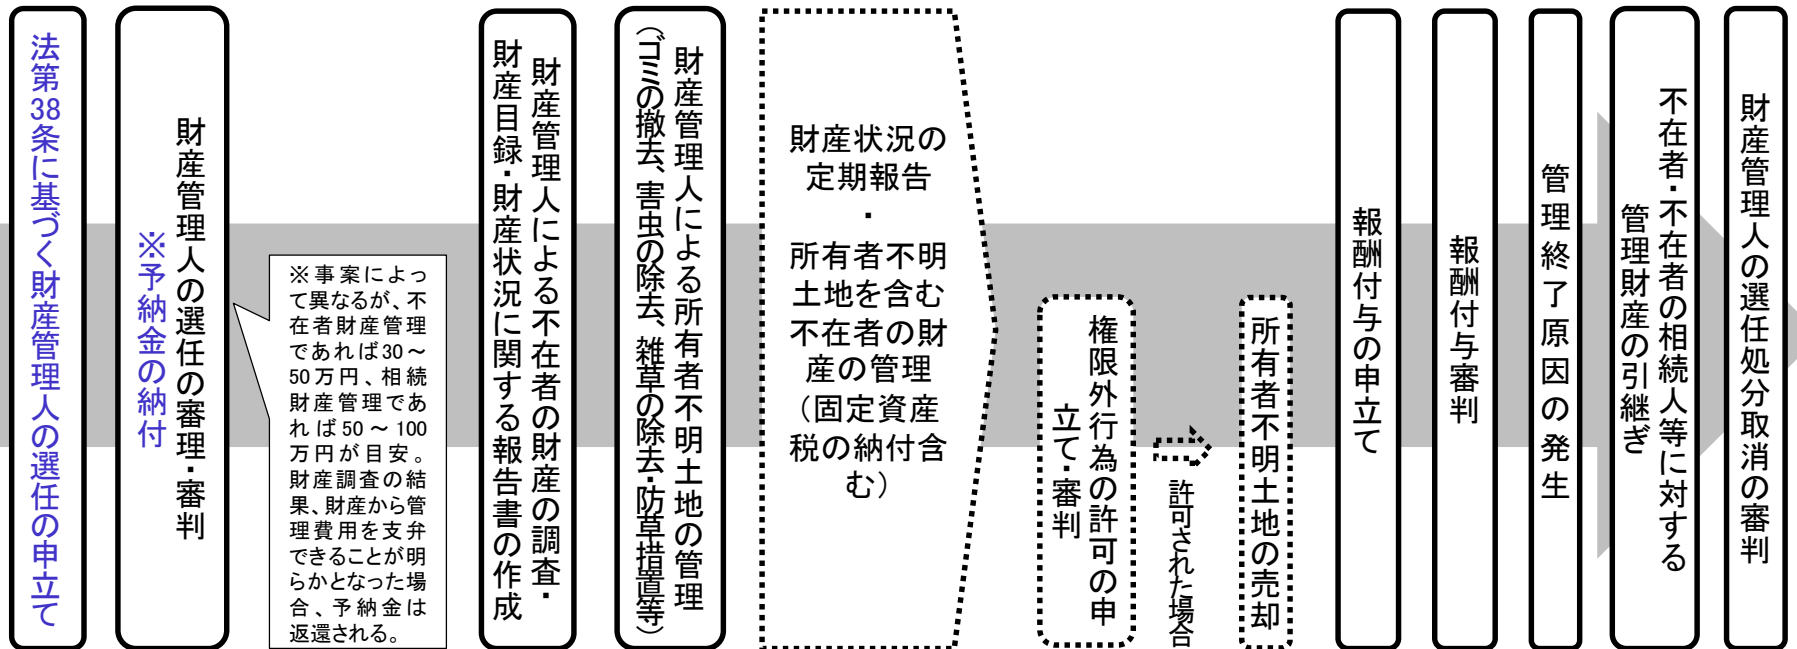 法第38条に基づく財産管理人の選任の申立て
財産管理人の選任の審理・審判
※予納金の納付
※事案によっ
て異なるが、不
在者財産管理
であれば30～
50万円、相続
財産管理であ
れば50～100
万円が目安。
財産調査の結
果、財産から管
理費用を支弁
できることが明
らかとなった場
合、予納金は
返還される。
財産管理人による不在者の財産の調査・
財産目録・財産状況に関する報告書の作成
財産管理人による所有者不明土地の管理
（ゴミの撤去、害虫の除去、雑草の除去・防草措置等）
財産状況の
定期報告
・
所有者不明
土地を含む
不在者の財
産の管理
（固定資産
税の納付含
む）
権限外行為の許可の申
立て・審判
許可された場合
所有者不明土地の売却
報酬付与の申立て
報酬付与審判
管理終了原因の発生
不在者・不在者の相続人等に対する
管理財産の引継ぎ
財産管理人の選任処分取消の審判